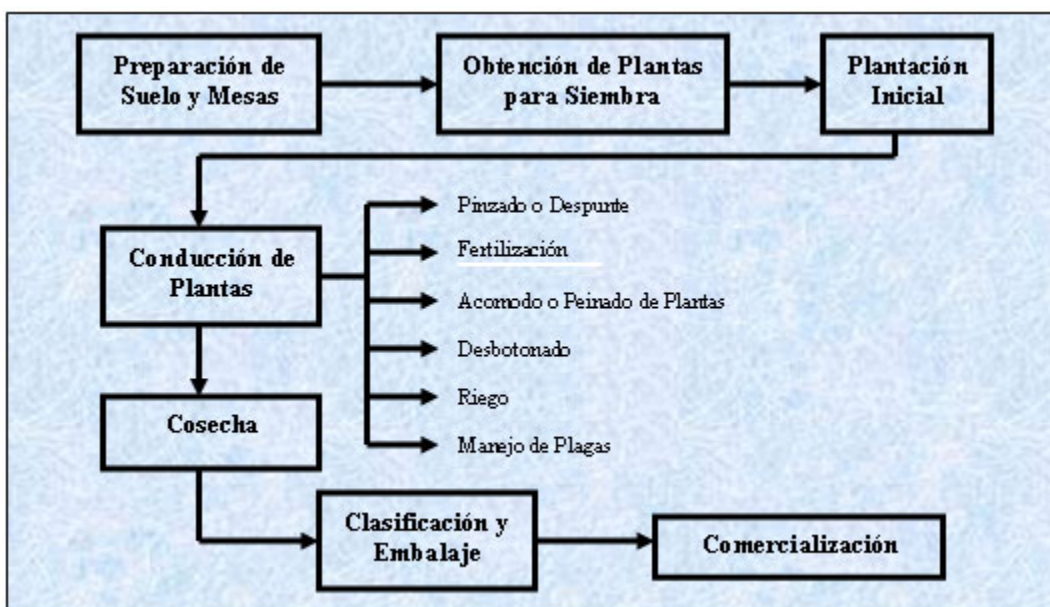 Preparación de
Suelo y Mesas
Obtención de Plantas
para Siembra
Plantación
Inicial
Conducción de
Plantas
Pinzado o Despunte
Fertilización
Acomodo o Peinado de Plantas
Desbotonado
Riego
Manejo de Plagas
Cosecha
Clasificación y
Embalaje
Comercialización